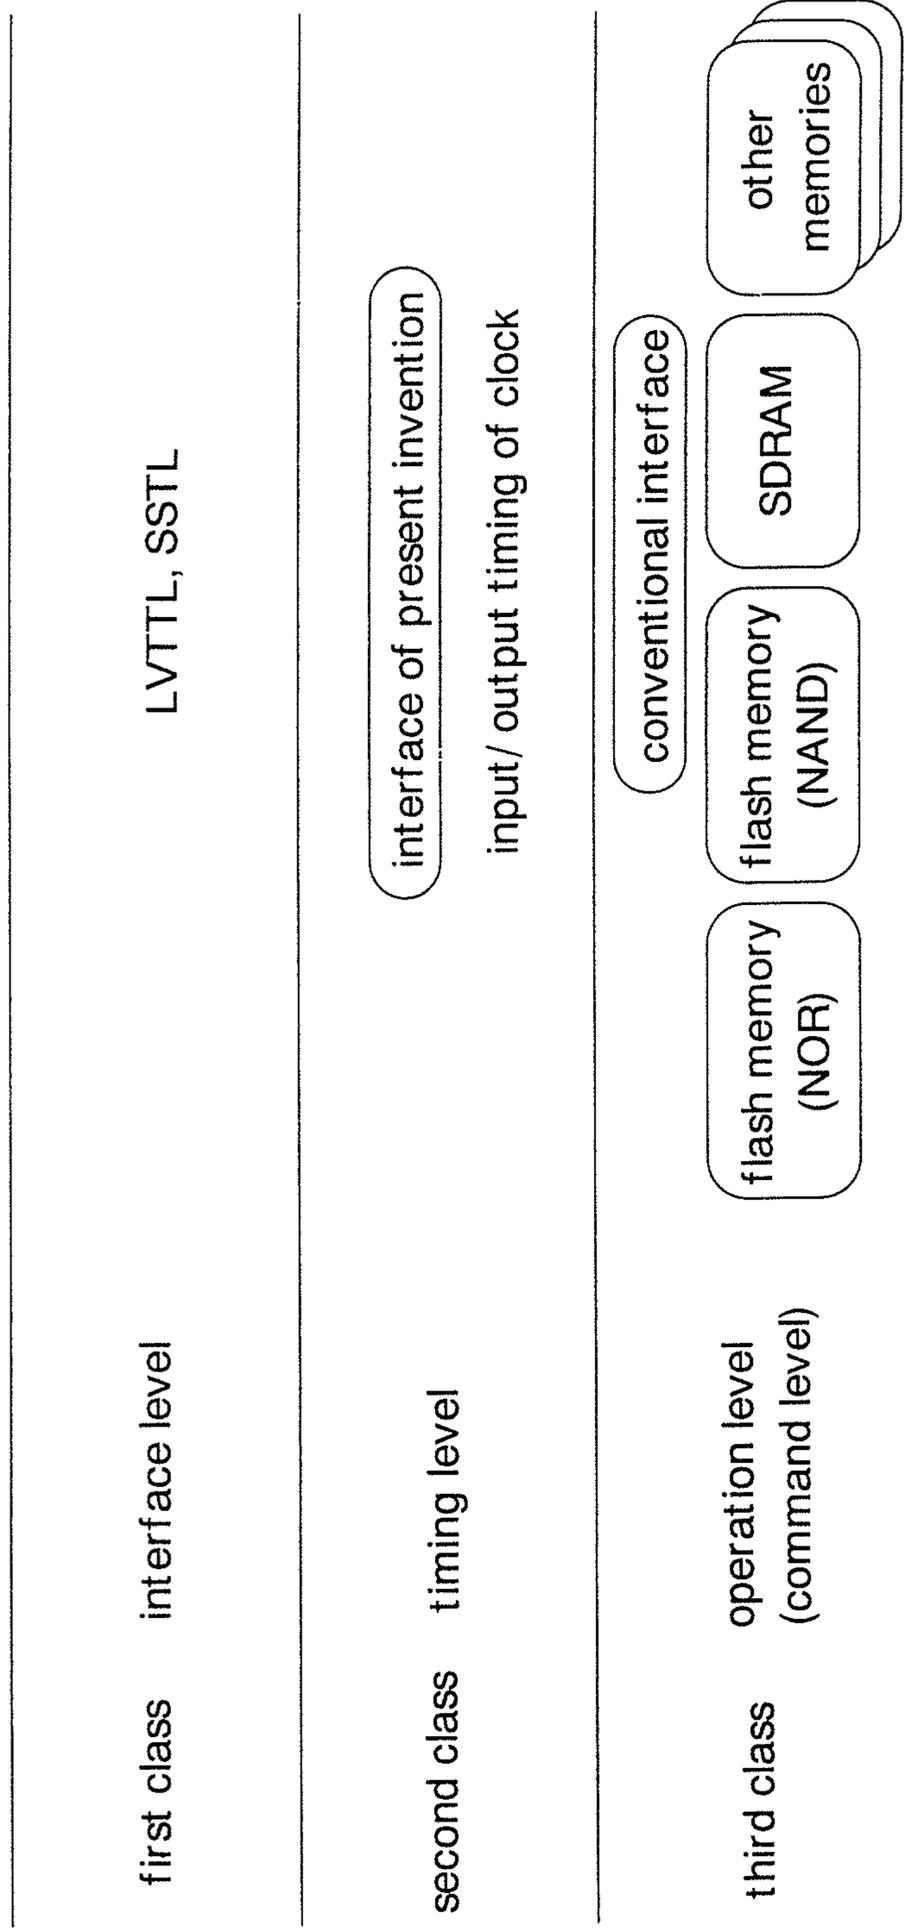 first class
interface level
LVTTL, SSTL
second class
timing level
interface of present invention
input/ output timing of clock
third class
operation level
(command level)
conventional interface
flash memory
(NOR)
flash memory
(NAND)
SDRAM
other
memories